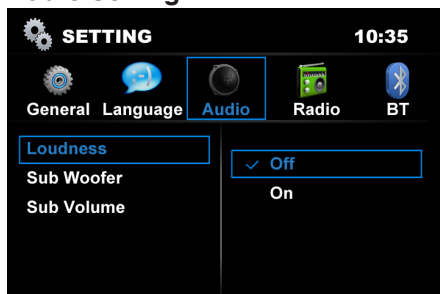 SETTING 10:35
General Language Audio Radio BT
Loudness
Sub Woofer
Sub Volume
Off
On